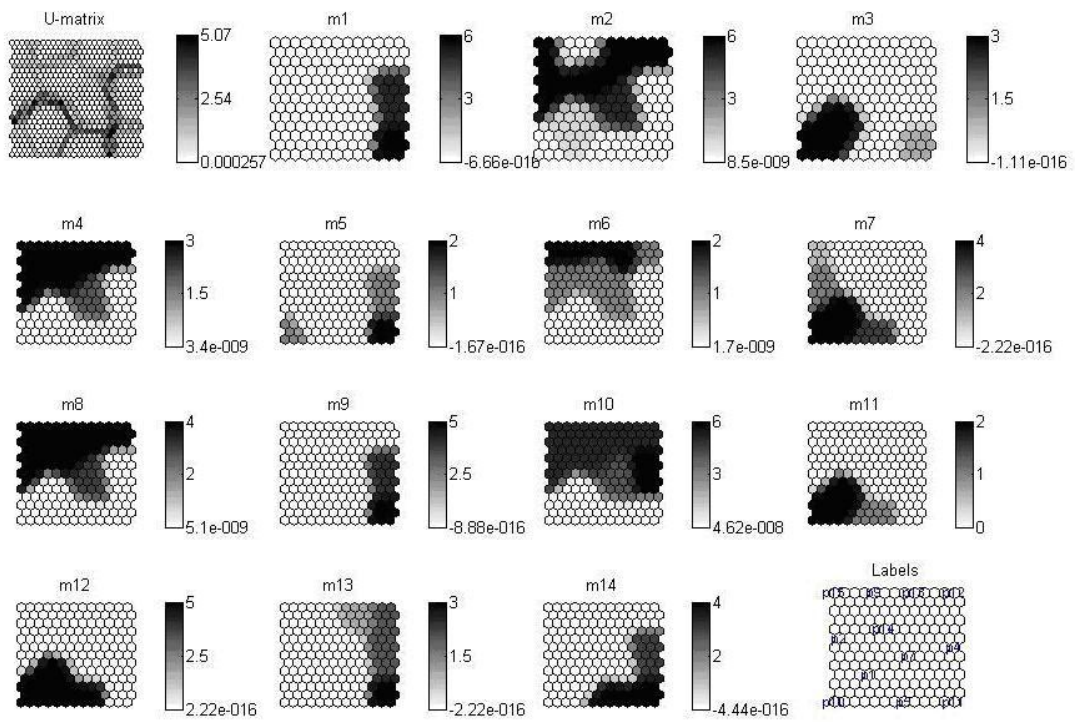 U-matrix
5.07
2.54
0.000257
m1
6
3
-6.66e-016
m2
6
3
8.5e-009
m3
3
1.5
-1.11e-016
m4
3
1.5
3.4e-009
m5
2
1
-1.67e-016
m6
2
1
1.7e-009
m7
4
2
-2.22e-016
m8
4
2
5.1e-009
m9
5
2.5
-8.88e-016
m10
6
3
4.62e-008
m11
2
1
0
m12
5
2.5
2.22e-016
m13
3
1.5
-2.22e-016
m14
4
2
-4.44e-016
Labels
p2
p4
p7
p1